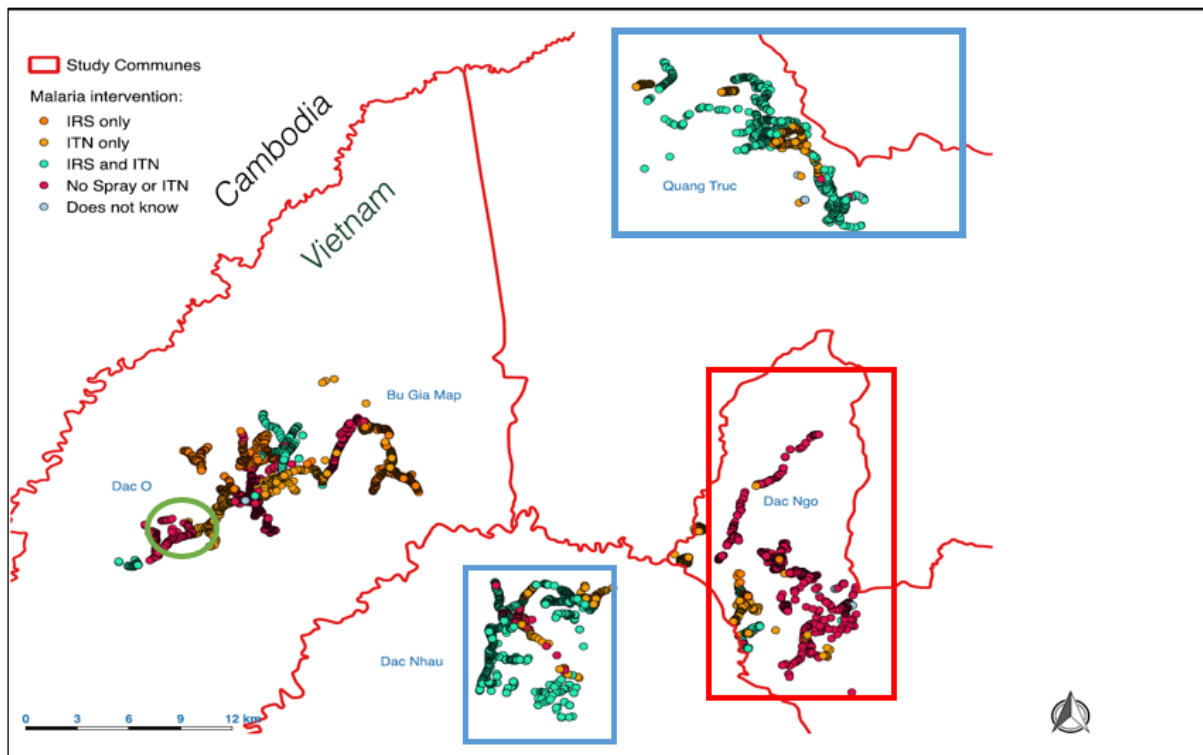 Study Communes
Malaria intervention:
IRS only
ITN only
IRS and ITN
No Spray or ITN
Does not know
Cambodia
Vietnam
Quang Truc
Bu Gia Map
Dac O
Dac Ngo
Dac Nhau
0 3 6 9 12 km